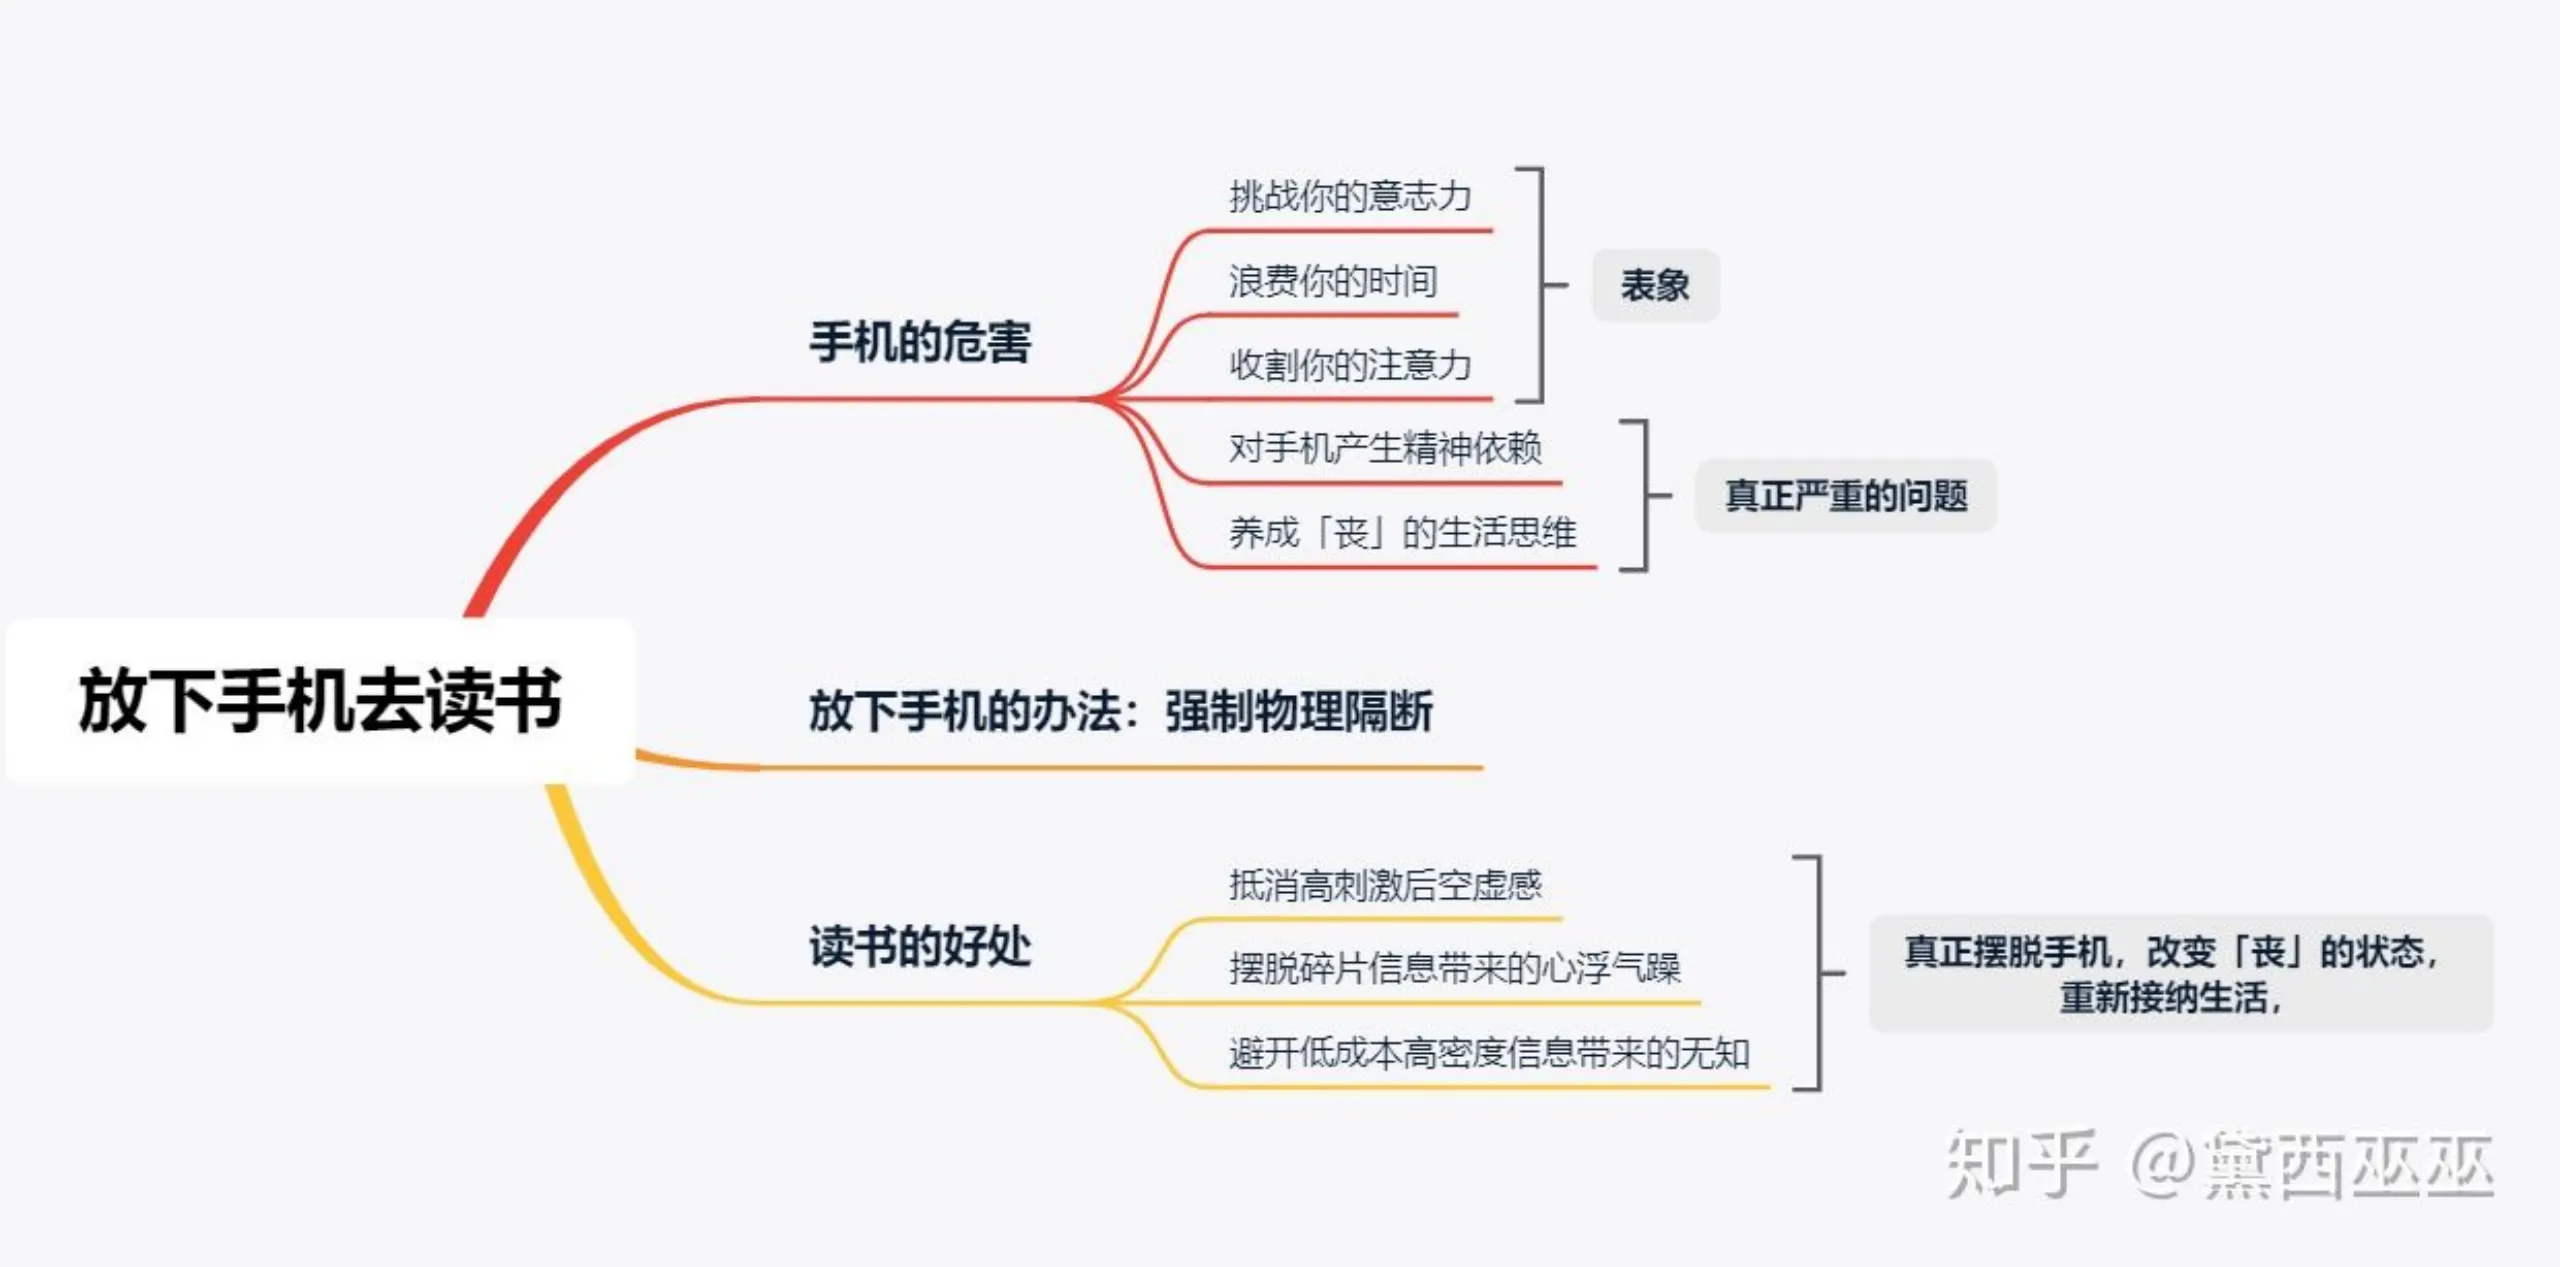 挑战你的意志力
浪费你的时间
表象
手机的危害
收割你的注意力
对手机产生精神依赖
真正严重的问题
养成「丧」的生活思维
放下手机去读书
放下手机的办法：强制物理隔断
抵消高刺激后空虚感
读书的好处
摆脱碎片信息带来的心浮气躁
真正摆脱手机，改变「丧」的状态，
重新接纳生活，
避开低成本高密度信息带来的无知
知乎 @黛西巫巫